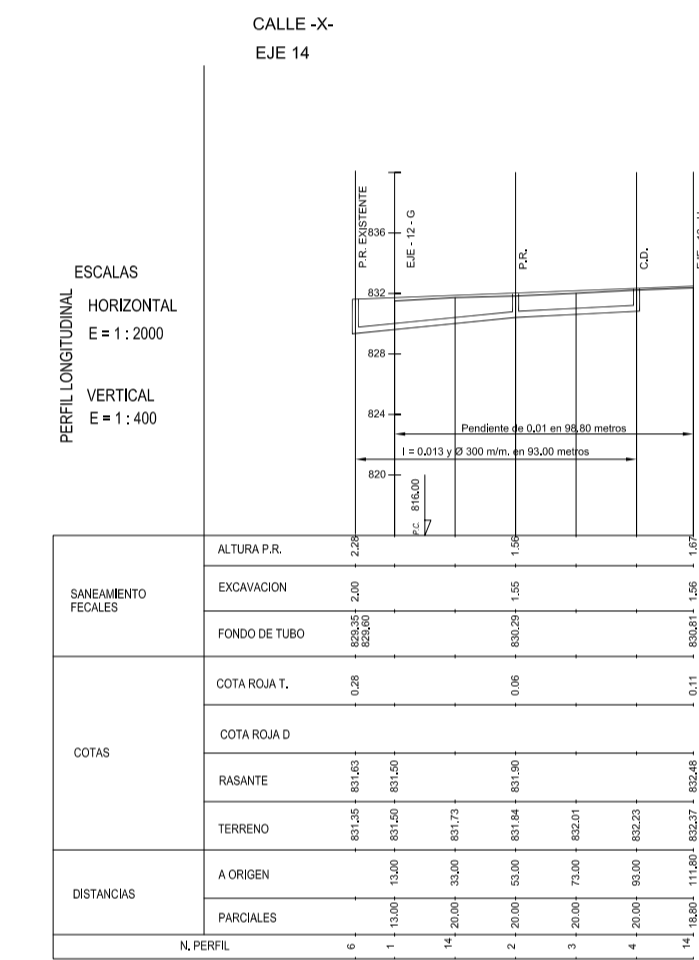 CALLE -X-
EJE 14
PERFIL LONGITUDINAL
ESCALAS
HORIZONTAL
E = 1 : 2000
VERTICAL
E = 1 : 400
P.R. EXISTENTE
EJE - 12 - G
P.R.
C.D.
836
832
828
824
820
Pendiente de 0,01 en 98,80 metros
I = 0.013 y Ø 300 m/m. en 93.00 metros
P.C. 816.00
SANEAMIENTO
FECALES
ALTURA P.R. 2.28 1.56 1.67
EXCAVACION 2.00 1.55 1.56
FONDO DE TUBO 829.35 829.60 830.29 830.81
COTAS
COTA ROJA T. 0.28 0.06 0.11
COTA ROJA D
RASANTE 831.63 831.50 831.90 832.48
TERRENO 831.35 831.50 831.73 831.84 832.01 832.23 832.37
DISTANCIAS
A ORIGEN 13.00 33.00 53.00 73.00 93.00 111.80
PARCIALES 13.00 20.00 20.00 20.00 20.00 18.80
N. PERFIL 6 1 14 2 3 4 14